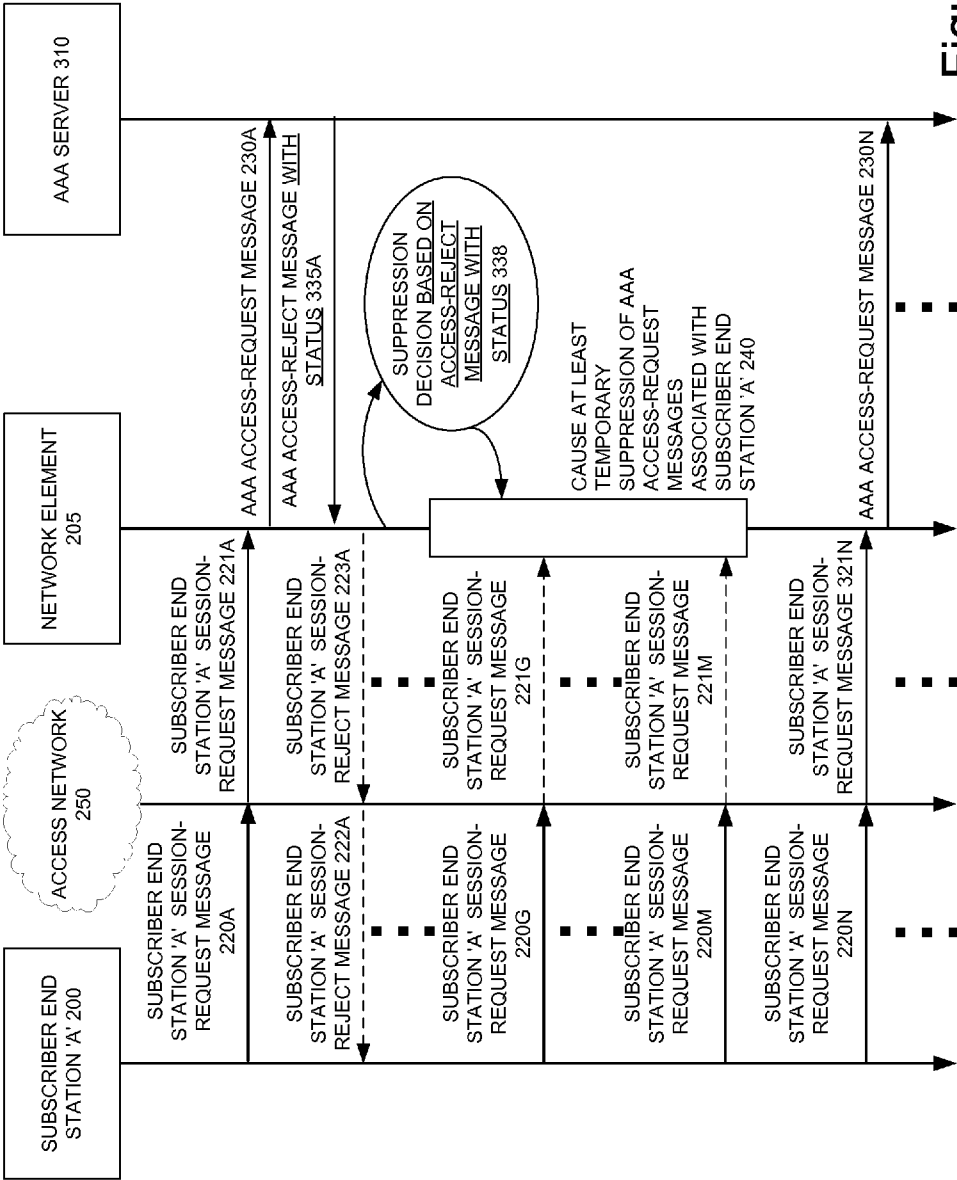 SUBSCRIBER END
STATION 'A' 200
ACCESS NETWORK
250
NETWORK ELEMENT
205
AAA SERVER 310
SUBSCRIBER END
STATION 'A' SESSION-
REQUEST MESSAGE
220A
SUBSCRIBER END
STATION 'A' SESSION-
REQUEST MESSAGE 221A
AAA ACCESS-REQUEST MESSAGE 230A
AAA ACCESS-REJECT MESSAGE WITH
STATUS 335A
SUBSCRIBER END
STATION 'A' SESSION-
REJECT MESSAGE 222A
SUBSCRIBER END
STATION 'A' SESSION-
REJECT MESSAGE 223A
SUPPRESSION
DECISION BASED ON
ACCESS-REJECT
MESSAGE WITH
STATUS 338
SUBSCRIBER END
STATION 'A' SESSION-
REQUEST MESSAGE
220G
SUBSCRIBER END
STATION 'A' SESSION-
REQUEST MESSAGE
221G
CAUSE AT LEAST
TEMPORARY
SUPPRESSION OF AAA
ACCESS-REQUEST
MESSAGES
ASSOCIATED WITH
SUBSCRIBER END
STATION 'A' 240
SUBSCRIBER END
STATION 'A' SESSION-
REQUEST MESSAGE
220M
SUBSCRIBER END
STATION 'A' SESSION-
REQUEST MESSAGE
221M
SUBSCRIBER END
STATION 'A' SESSION-
REQUEST MESSAGE
220N
SUBSCRIBER END
STATION 'A' SESSION-
REQUEST MESSAGE 321N
AAA ACCESS-REQUEST MESSAGE 230N